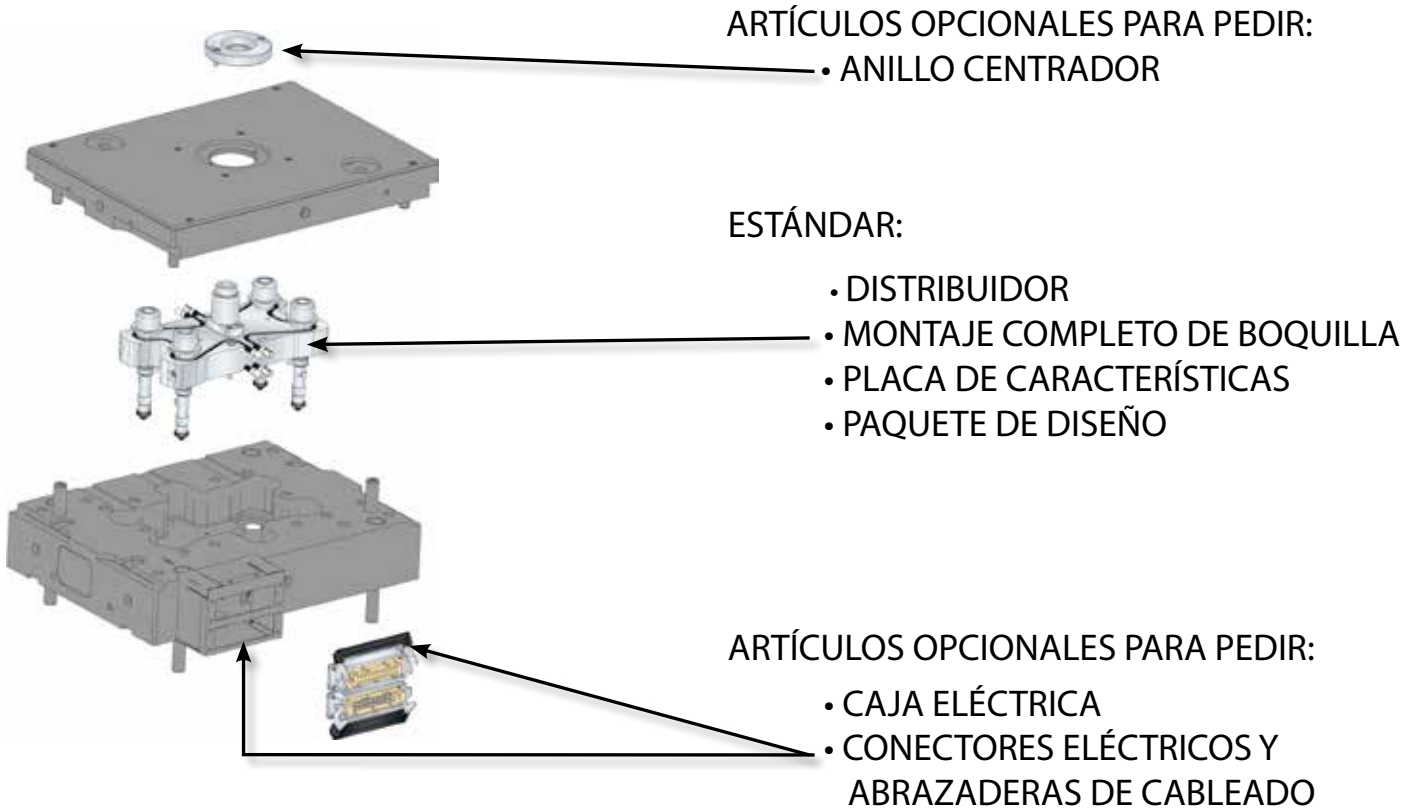 ARTÍCULOS OPCIONALES PARA PEDIR:
• ANILLO CENTRADOR
ESTÁNDAR:
• DISTRIBUIDOR
• MONTAJE COMPLETO DE BOQUILLA
• PLACA DE CARACTERÍSTICAS
• PAQUETE DE DISEÑO
ARTÍCULOS OPCIONALES PARA PEDIR:
• CAJA ELÉCTRICA
• CONECTORES ELÉCTRICOS Y
ABRAZADERAS DE CABLEADO